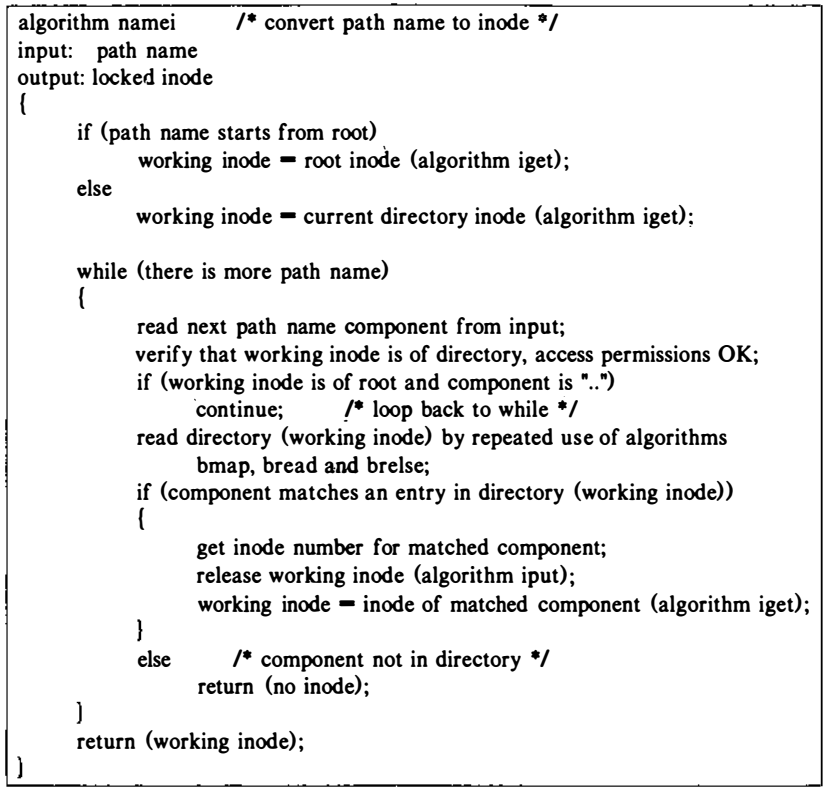 algorithm namei /* convert path name to inode */
input: path name
output: locked inode
{
if (path name starts from root)
working inode = root inode (algorithm iget);
else
working inode = current directory inode (algorithm iget);
while (there is more path name)
{
read next path name component from input;
verify that working inode is of directory, access permissions OK;
if (working inode is of root and component is "..")
continue; /* loop back to while */
read directory (working inode) by repeated use of algorithms
bmap, bread and brelse;
if (component matches an entry in directory (working inode))
{
get inode number for matched component;
release working inode (algorithm iput);
working inode = inode of matched component (algorithm iget);
}
else /* component not in directory */
return (no inode);
}
return (working inode);
}